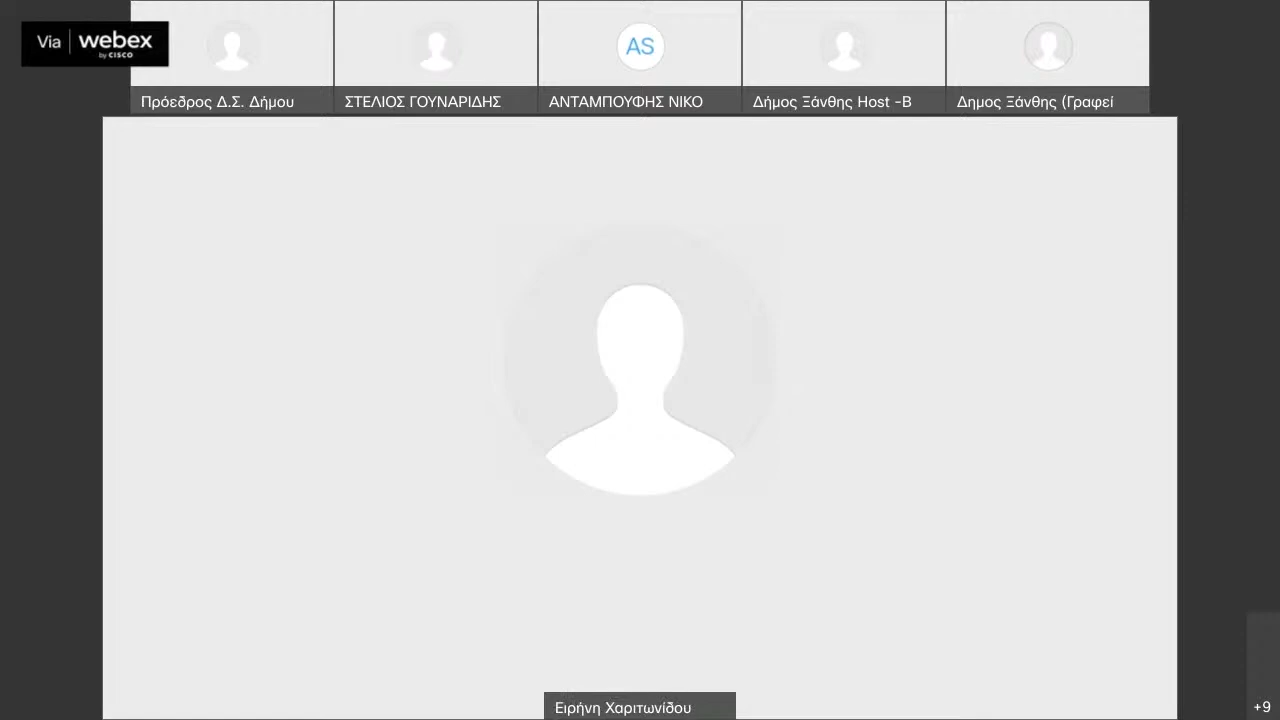 Via webex
by CISCO
AS
Πρόεδρος Δ.Σ. Δήμου
ΣΤΕΛΙΟΣ ΓΟΥΝΑΡΙΔΗΣ
ΑΝΤΑΜΠΟΥΦΗΣ ΝΙΚΟ
Δήμος Ξάνθης Host -Β
Δημος Ξάνθης (Γραφεί
Ειρήνη Χαριτωνίδου
+9